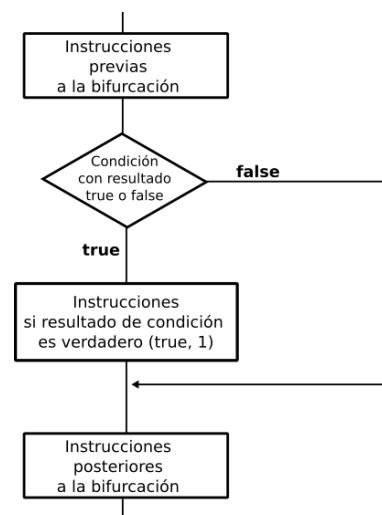 Instrucciones
previas
a la bifurcación
Condición
con resultado
true o false
false
true
Instrucciones
si resultado de condición
es verdadero (true, 1)
Instrucciones
posteriores
a la bifurcación